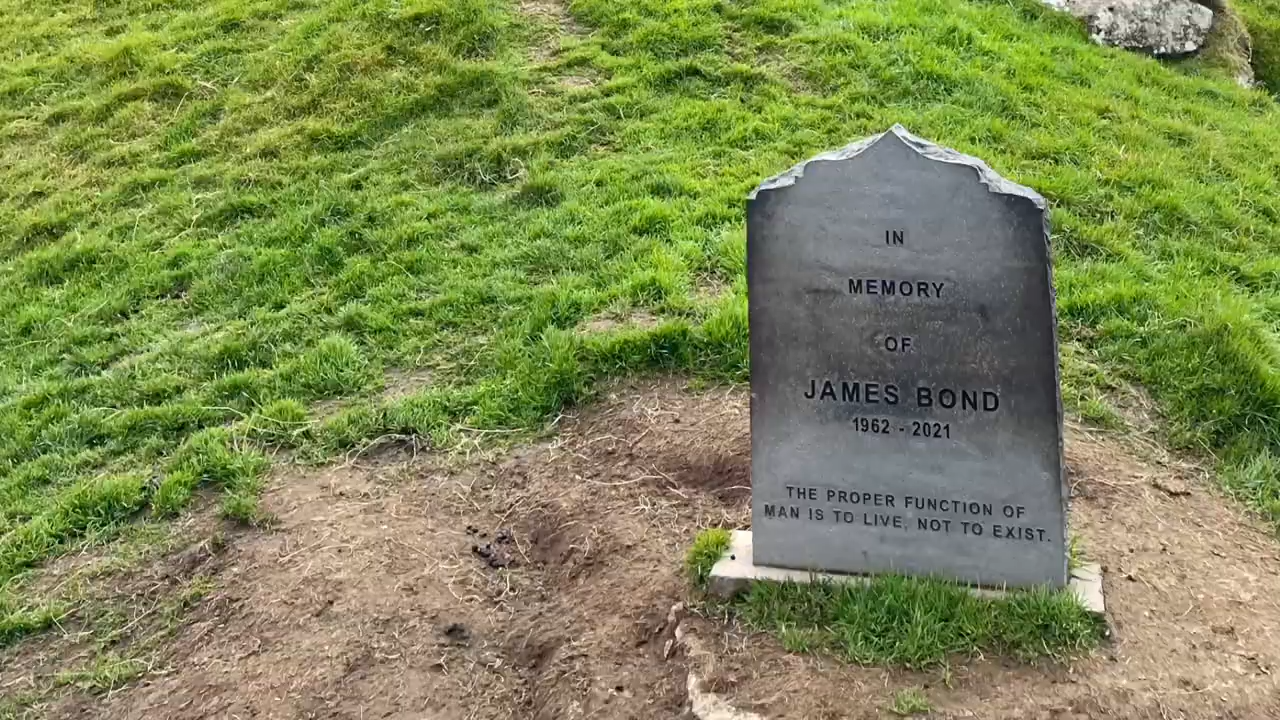 IN
MEMORY
OF
JAMES BOND
1962 - 2021
THE PROPER FUNCTION OF
MAN IS TO LIVE, NOT TO EXIST.